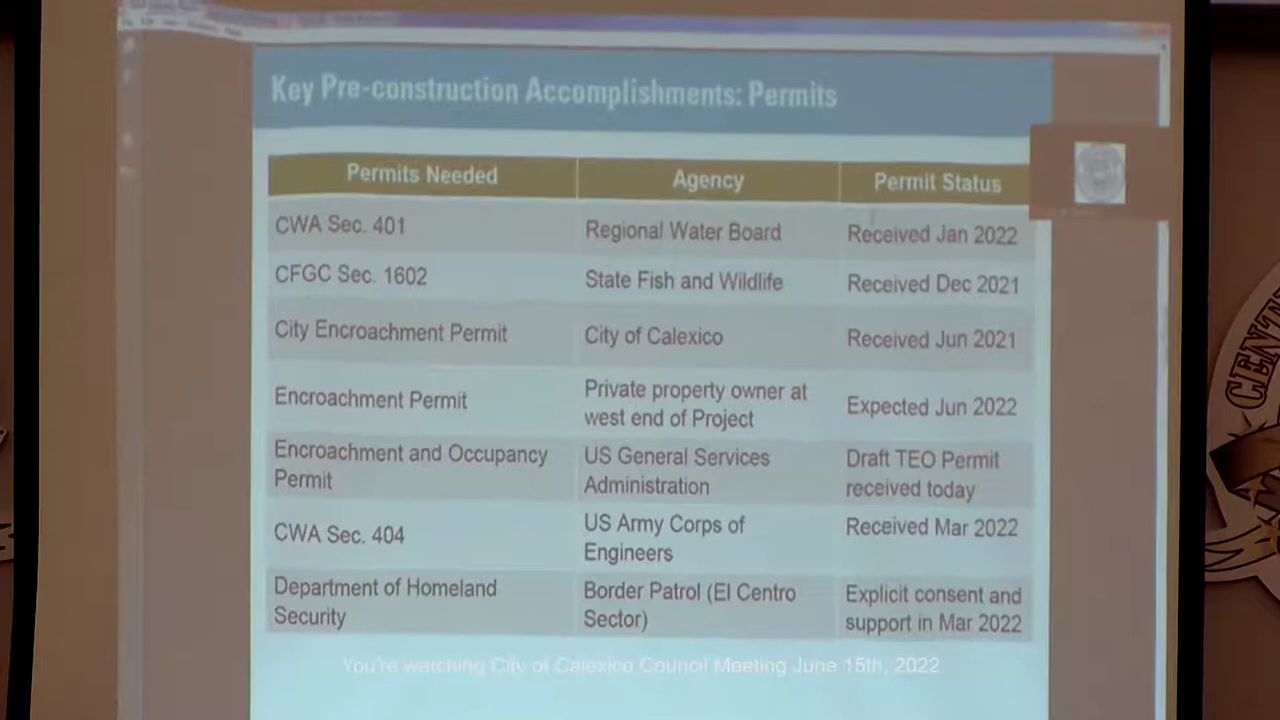 Key Pre-construction Accomplishments: Permits
Permits Needed Agency Permit Status
CWA Sec. 401 Regional Water Board Received Jan 2022
CFGC Sec. 1602 State Fish and Wildlife Received Dec 2021
City Encroachment Permit City of Calexico Received Jun 2021
Encroachment Permit Private property owner at west end of Project Expected Jun 2022
Encroachment and Occupancy Permit US General Services Administration Draft TEO Permit received today
CWA Sec. 404 US Army Corps of Engineers Received Mar 2022
Department of Homeland Security Border Patrol (El Centro Sector) Explicit consent and support in Mar 2022
You're watching City of Calexico Council Meeting June 15th, 2022
CENT